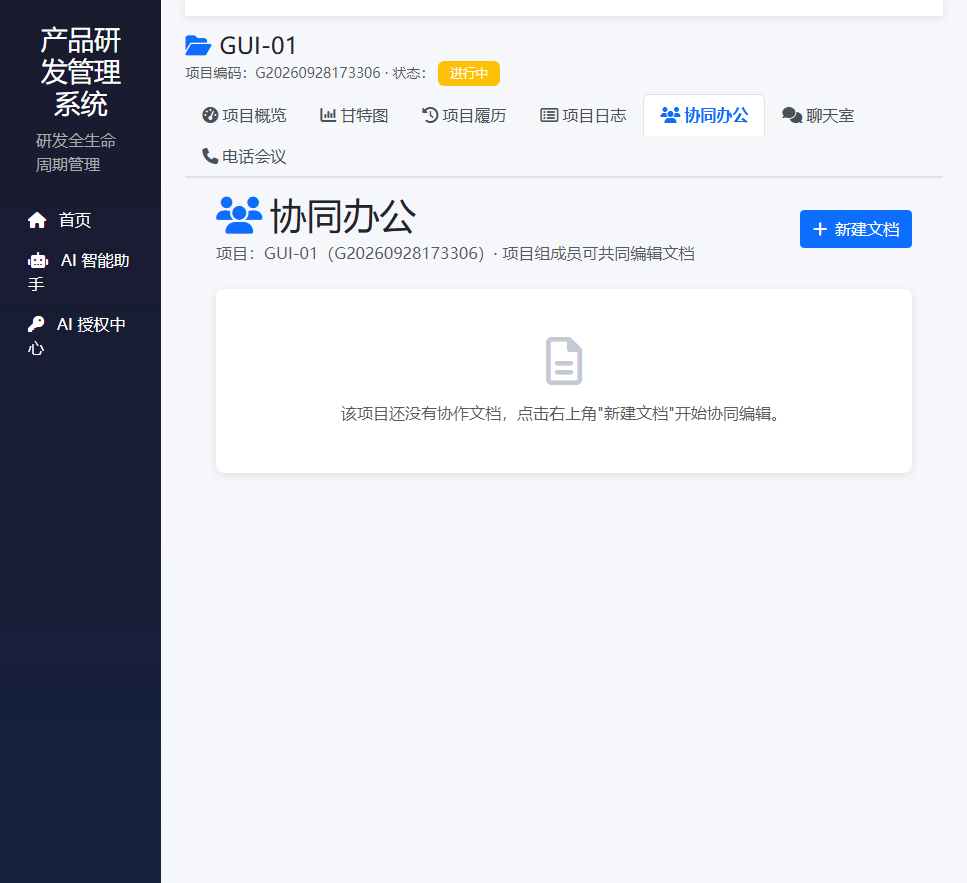 产品研
发管理
系统
研发全生命
周期管理
首页
AI 智能助
手
AI 授权中
心
GUI-01
项目编码：G20260928173306 · 状态： 进行中
项目概览 甘特图 项目履历 项目日志 协同办公 聊天室
电话会议
协同办公
新建文档
项目：GUI-01（G20260928173306）· 项目组成员可共同编辑文档
该项目还没有协作文档，点击右上角"新建文档"开始协同编辑。